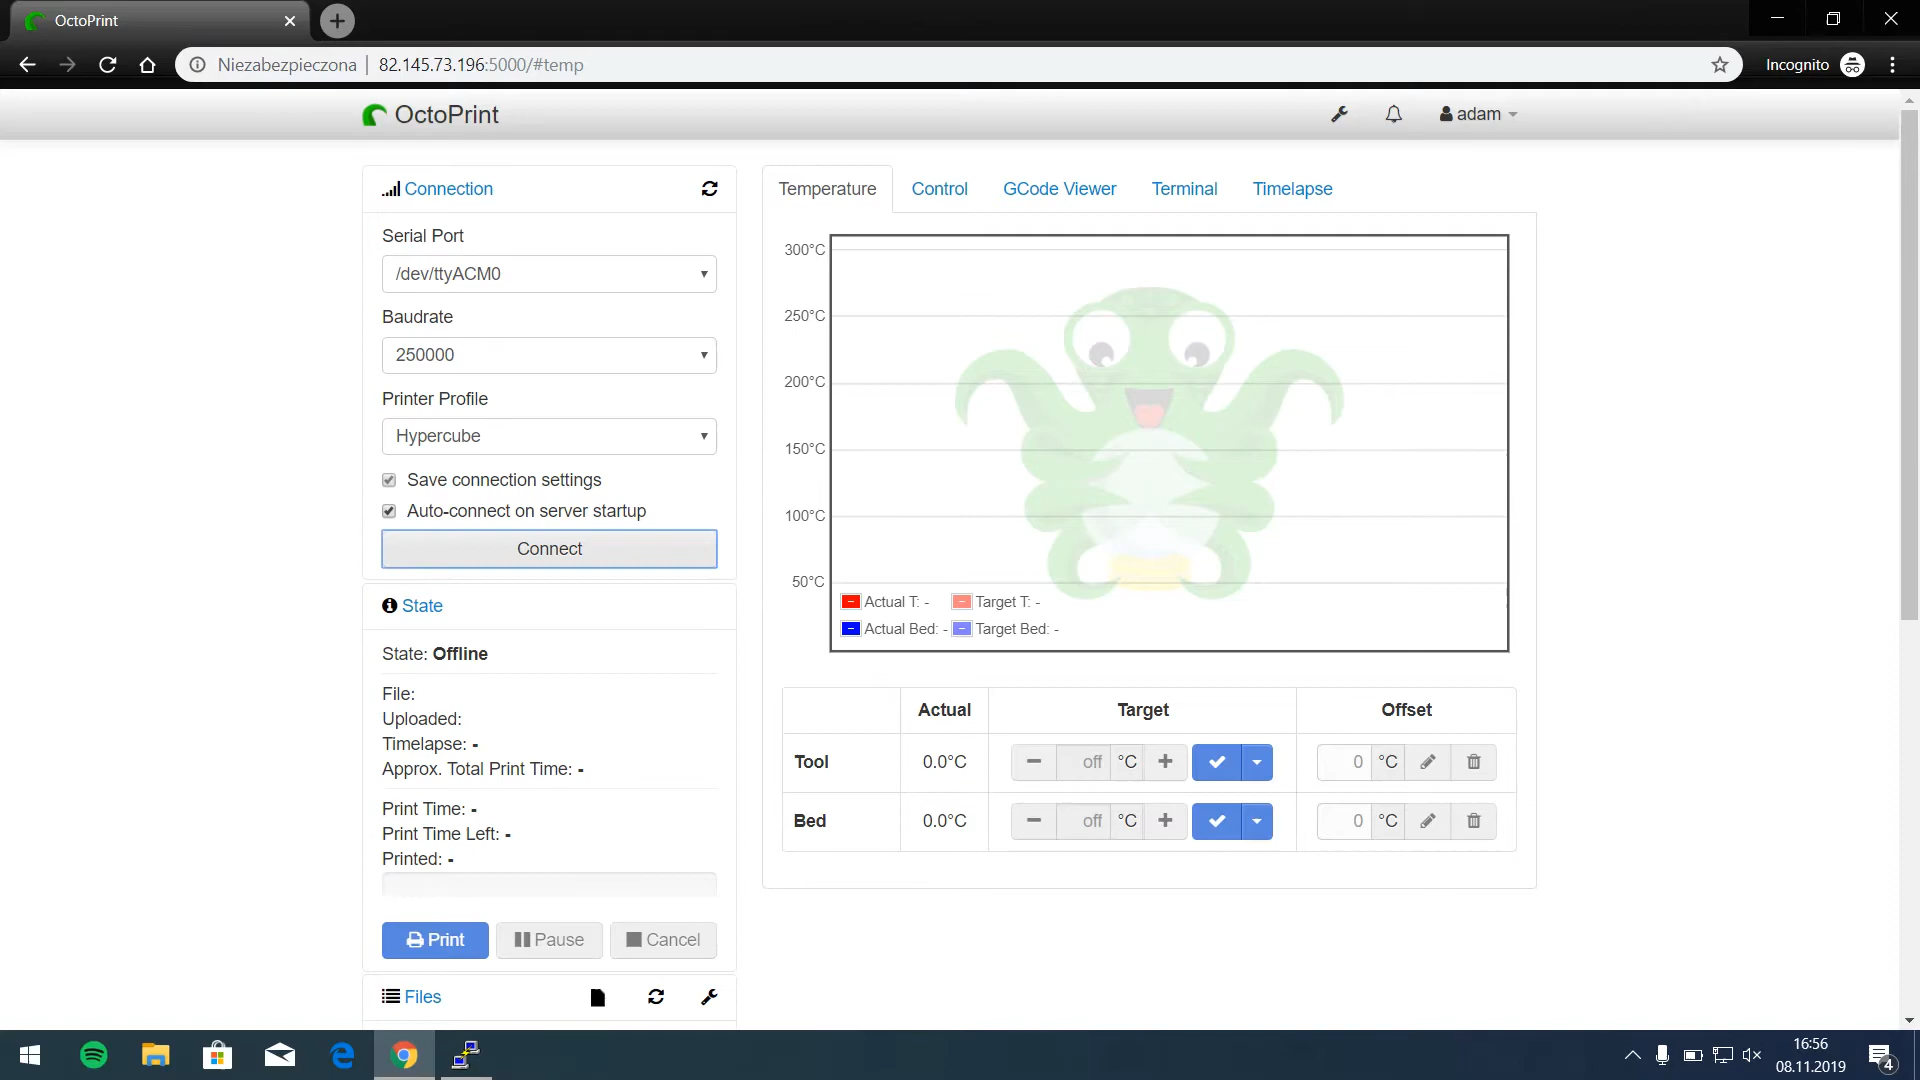 OctoPrint
Niezabezpieczona | 82.145.73.196:5000/#temp
Incognito
OctoPrint
adam
Connection
Serial Port
/dev/ttyACM0
Baudrate
250000
Printer Profile
Hypercube
Save connection settings
Auto-connect on server startup
Connect
State
State: Offline
File:
Uploaded:
Timelapse: -
Approx. Total Print Time: -
Print Time: -
Print Time Left: -
Printed: -
Print Pause Cancel
Files
Temperature Control GCode Viewer Terminal Timelapse
300°C
250°C
200°C
150°C
100°C
50°C
Actual T: - Target T: -
Actual Bed: - Target Bed: -
Actual Target Offset
Tool 0.0°C off °C 0 °C
Bed 0.0°C off °C 0 °C
16:56
08.11.2019
4